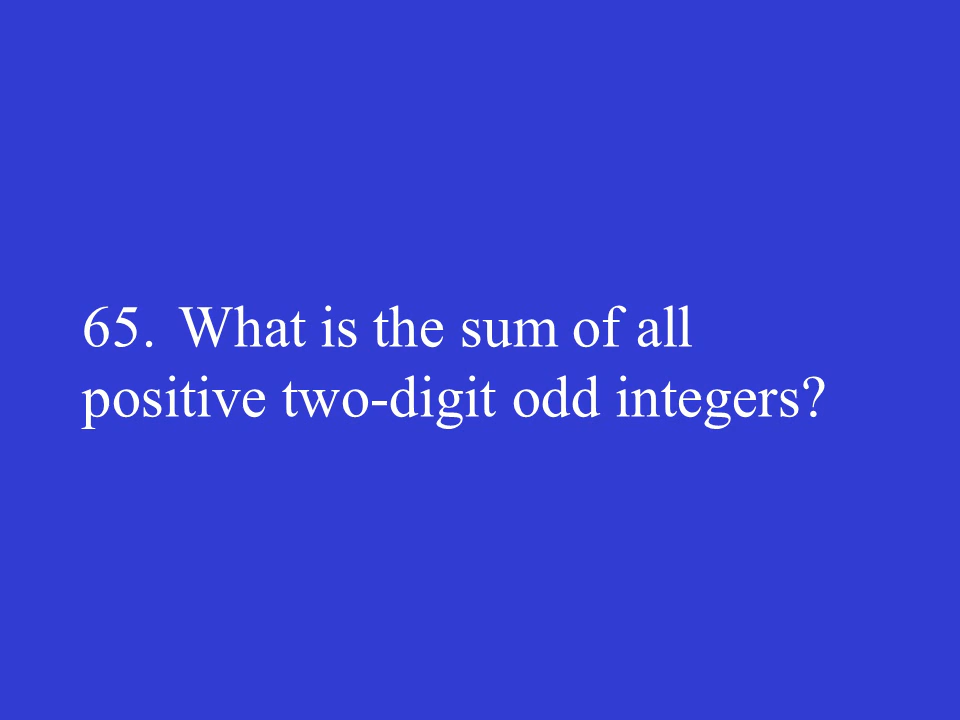 65. What is the sum of all
positive two-digit odd integers?